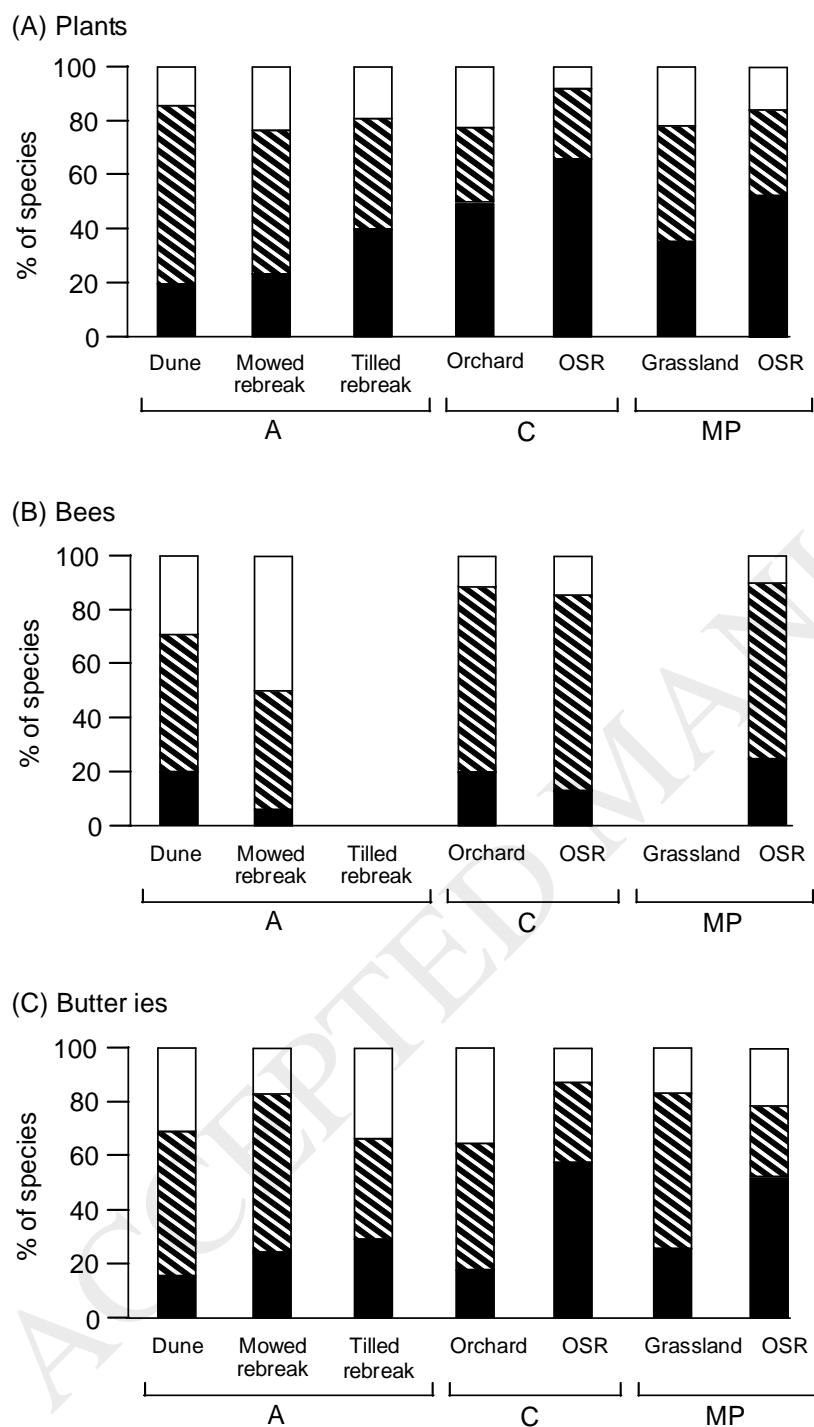 (A) Plants
100
80
60
40
20
0
% of species
Dune
Mowed
rebreak
Tilled
rebreak
Orchard
OSR
Grassland
OSR
A
C
MP
(B) Bees
100
80
60
40
20
0
% of species
Dune
Mowed
rebreak
Tilled
rebreak
Orchard
OSR
Grassland
OSR
A
C
MP
(C) Butter ies
100
80
60
40
20
0
% of species
Dune
Mowed
rebreak
Tilled
rebreak
Orchard
OSR
Grassland
OSR
A
C
MP
ACCEPTED MAN